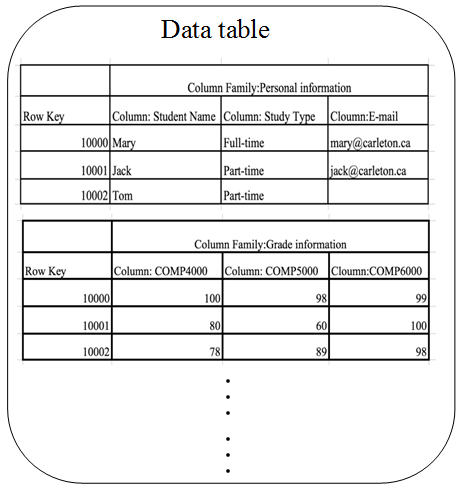 Data table
Column Family:Personal information
Row Key Column: Student Name Column: Study Type Cloumn:E-mail
10000 Mary Full-time mary@carleton.ca
10001 Jack Part-time jack@carleton.ca
10002 Tom Part-time
Column Family:Grade information
Row Key Column: COMP4000 Column: COMP5000 Cloumn:COMP6000
10000 100 98 99
10001 80 60 100
10002 78 89 98